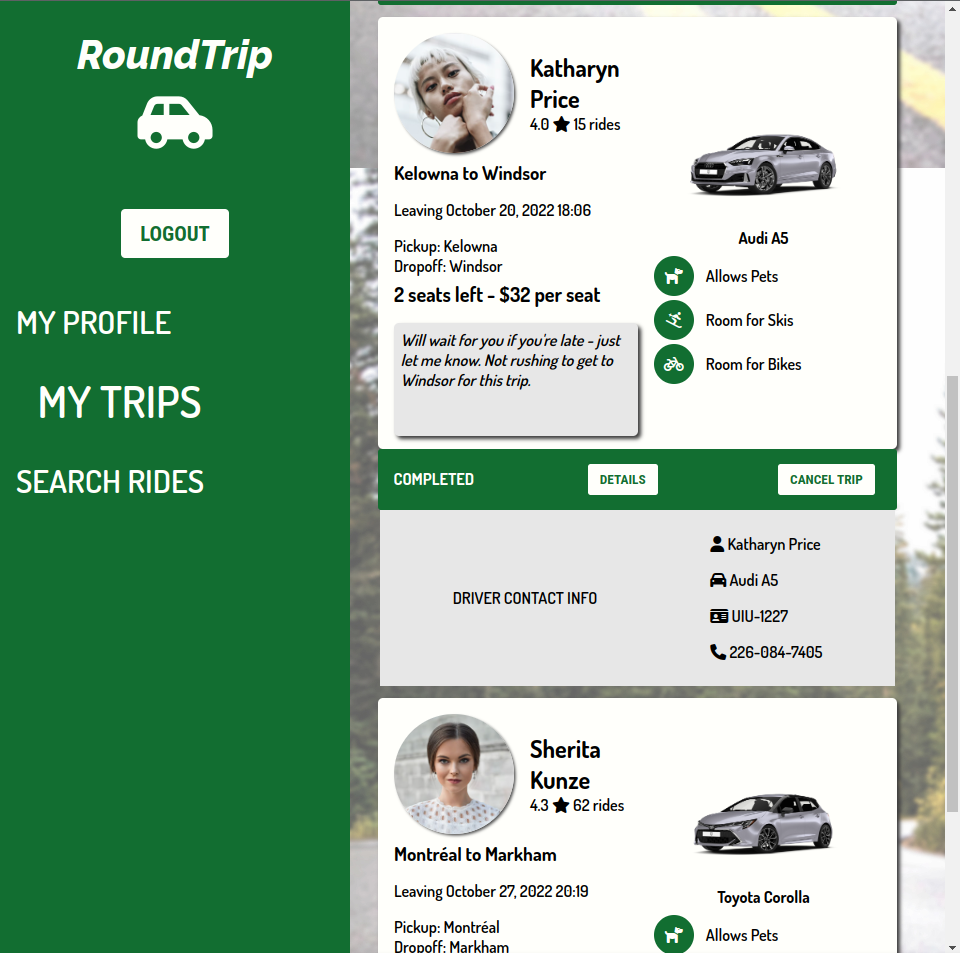 RoundTrip
LOGOUT
MY PROFILE
MY TRIPS
SEARCH RIDES
Katharyn
Price
4.0 15 rides
Kelowna to Windsor
Leaving October 20, 2022 18:06
Pickup: Kelowna
Dropoff: Windsor
2 seats left - $32 per seat
Will wait for you if you're late - just
let me know. Not rushing to get to
Windsor for this trip.
Audi A5
Allows Pets
Room for Skis
Room for Bikes
COMPLETED
DETAILS
CANCEL TRIP
DRIVER CONTACT INFO
Katharyn Price
Audi A5
UIU-1227
226-084-7405
Sherita
Kunze
4.3 62 rides
Montréal to Markham
Leaving October 27, 2022 20:19
Pickup: Montréal
Dropoff: Markham
Toyota Corolla
Allows Pets